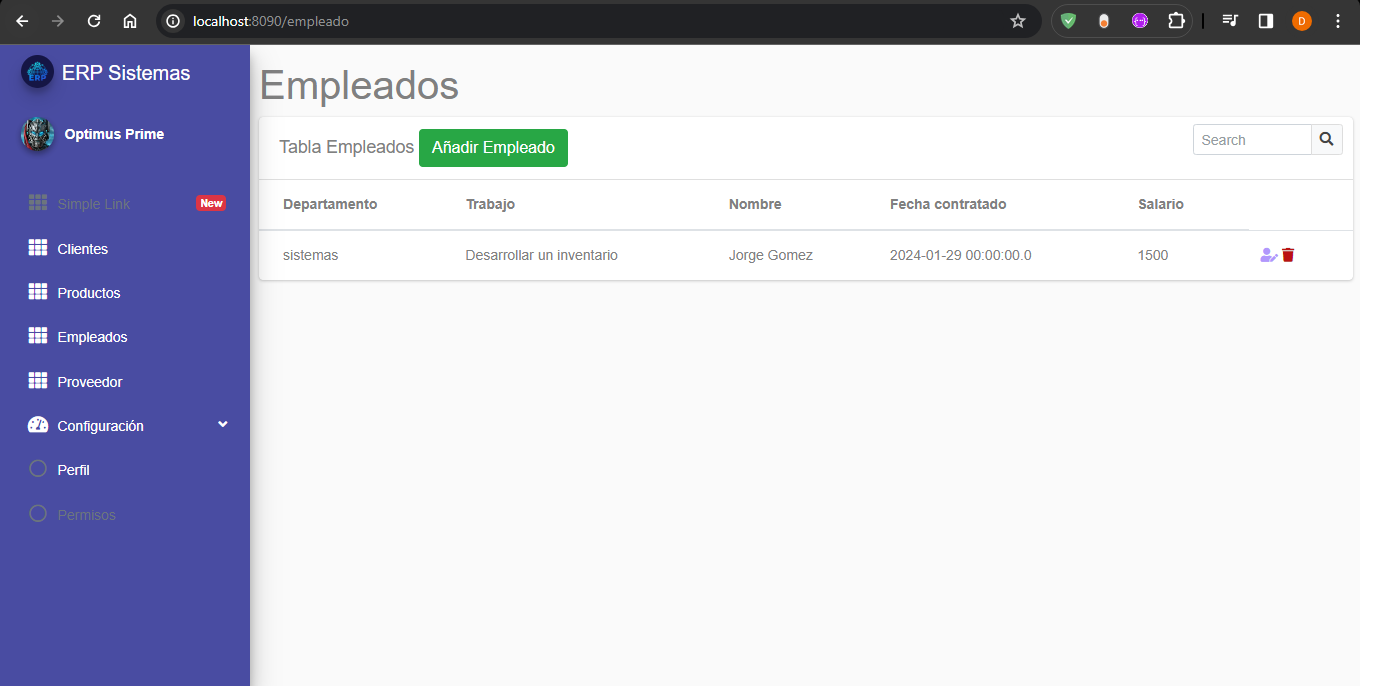 localhost:8090/empleado
D
ERP
ERP Sistemas
Optimus Prime
Simple Link New
Clientes
Productos
Empleados
Proveedor
Configuración
Perfil
Permisos
Empleados
Tabla Empleados Añadir Empleado Search
Departamento Trabajo Nombre Fecha contratado Salario
sistemas Desarrollar un inventario Jorge Gomez 2024-01-29 00:00:00.0 1500